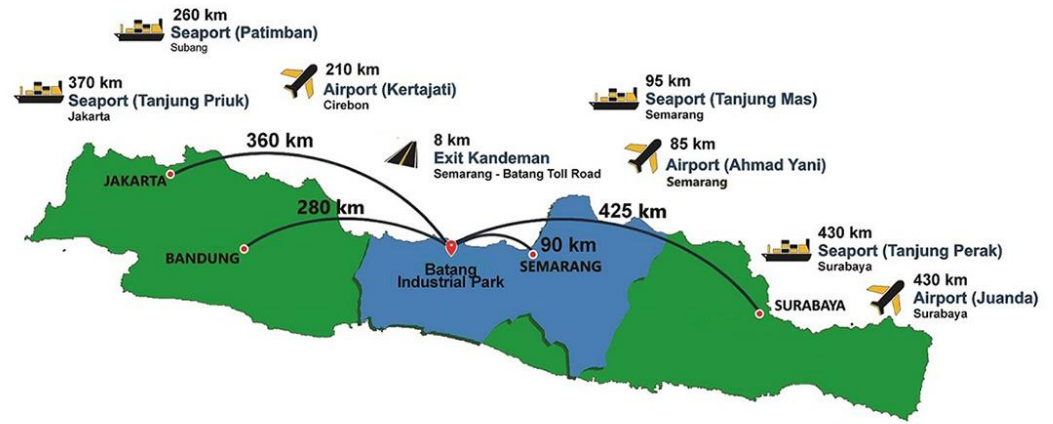 260 km
Seaport (Patimban)
Subang
370 km
Seaport (Tanjung Priuk)
Jakarta
210 km
Airport (Kertajati)
Cirebon
8 km
Exit Kandeman
Semarang - Batang Toll Road
95 km
Seaport (Tanjung Mas)
Semarang
85 km
Airport (Ahmad Yani)
Semarang
360 km
JAKARTA
280 km
BANDUNG
Batang
Industrial Park
90 km
SEMARANG
425 km
430 km
Seaport (Tanjung Perak)
Surabaya
430 km
Airport (Juanda)
Surabaya
SURABAYA